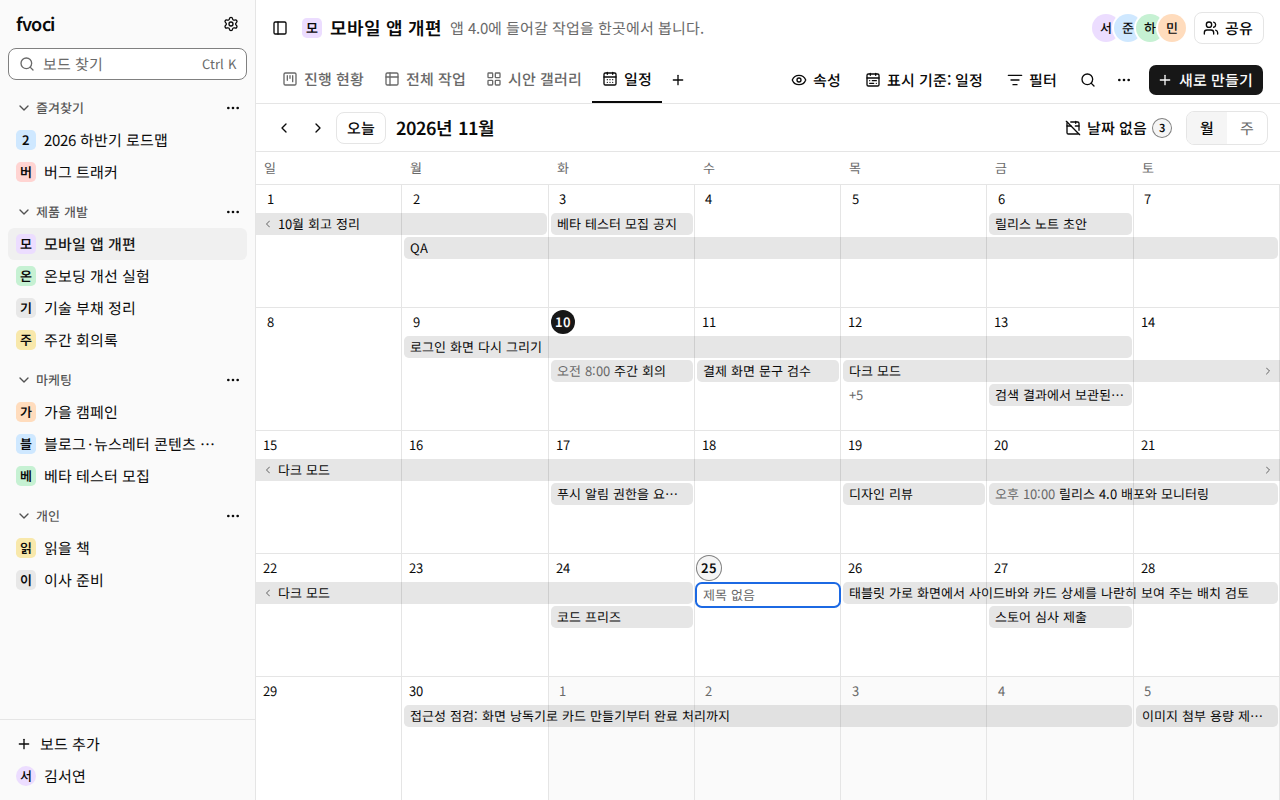 fvoci
보드 찾기 Ctrl K
즐겨찾기
2 2026 하반기 로드맵
버 버그 트래커
제품 개발
모 모바일 앱 개편
온 온보딩 개선 실험
기 기술 부채 정리
주 주간 회의록
마케팅
가 가을 캠페인
블 블로그·뉴스레터 콘텐츠 …
베 베타 테스터 모집
개인
읽 읽을 책
이 이사 준비
보드 추가
서 김서연
모 모바일 앱 개편 앱 4.0에 들어갈 작업을 한곳에서 봅니다.
서 준 하 민 공유
진행 현황 전체 작업 시안 갤러리 일정
속성 표시 기준: 일정 필터 새로 만들기
오늘 2026년 11월
날짜 없음 3 월 주
일 월 화 수 목 금 토
1 2 3 4 5 6 7
10월 회고 정리 베타 테스터 모집 공지 릴리스 노트 초안
QA
8 9 10 11 12 13 14
로그인 화면 다시 그리기
오전 8:00 주간 회의 결제 화면 문구 검수 다크 모드
+5 검색 결과에서 보관된…
15 16 17 18 19 20 21
다크 모드
푸시 알림 권한을 요… 디자인 리뷰 오후 10:00 릴리스 4.0 배포와 모니터링
22 23 24 25 26 27 28
다크 모드 제목 없음 태블릿 가로 화면에서 사이드바와 카드 상세를 나란히 보여 주는 배치 검토
코드 프리즈 스토어 심사 제출
29 30 1 2 3 4 5
접근성 점검: 화면 낭독기로 카드 만들기부터 완료 처리까지 이미지 첨부 용량 제…